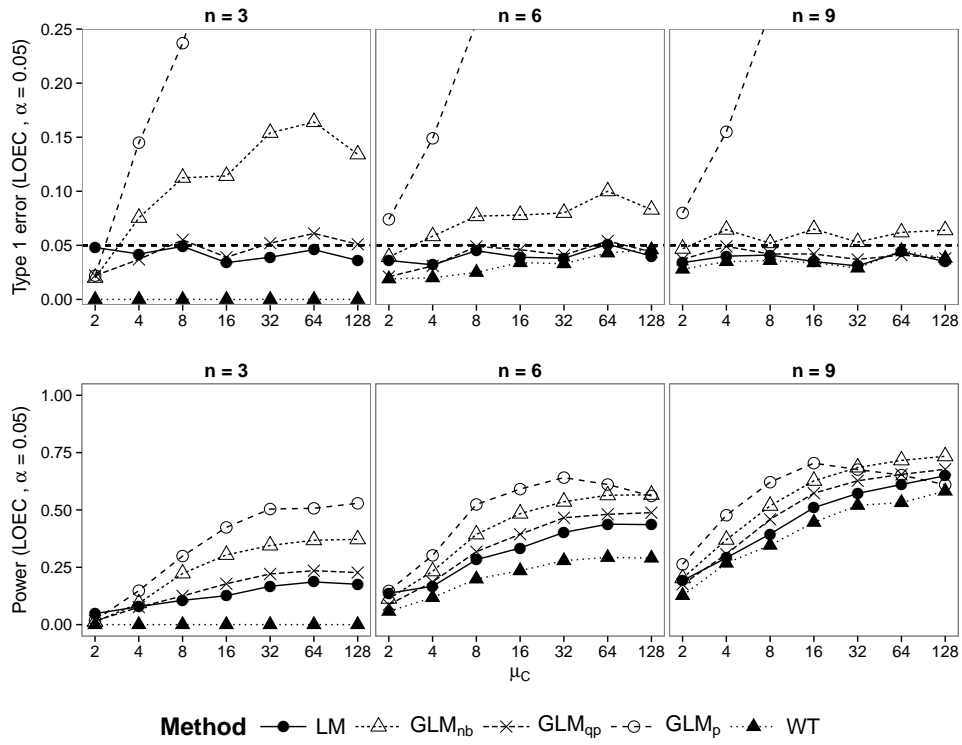 n = 3
n = 6
n = 9
Type 1 error (LOEC , α = 0.05)
0.25
0.20
0.15
0.10
0.05
0.00
2 4 8 16 32 64 128
2 4 8 16 32 64 128
2 4 8 16 32 64 128
n = 3
n = 6
n = 9
Power (LOEC , α = 0.05)
1.00
0.75
0.50
0.25
0.00
2 4 8 16 32 64 128
2 4 8 16 32 64 128
2 4 8 16 32 64 128
μC
Method LM GLMnb GLMqp GLMp WT